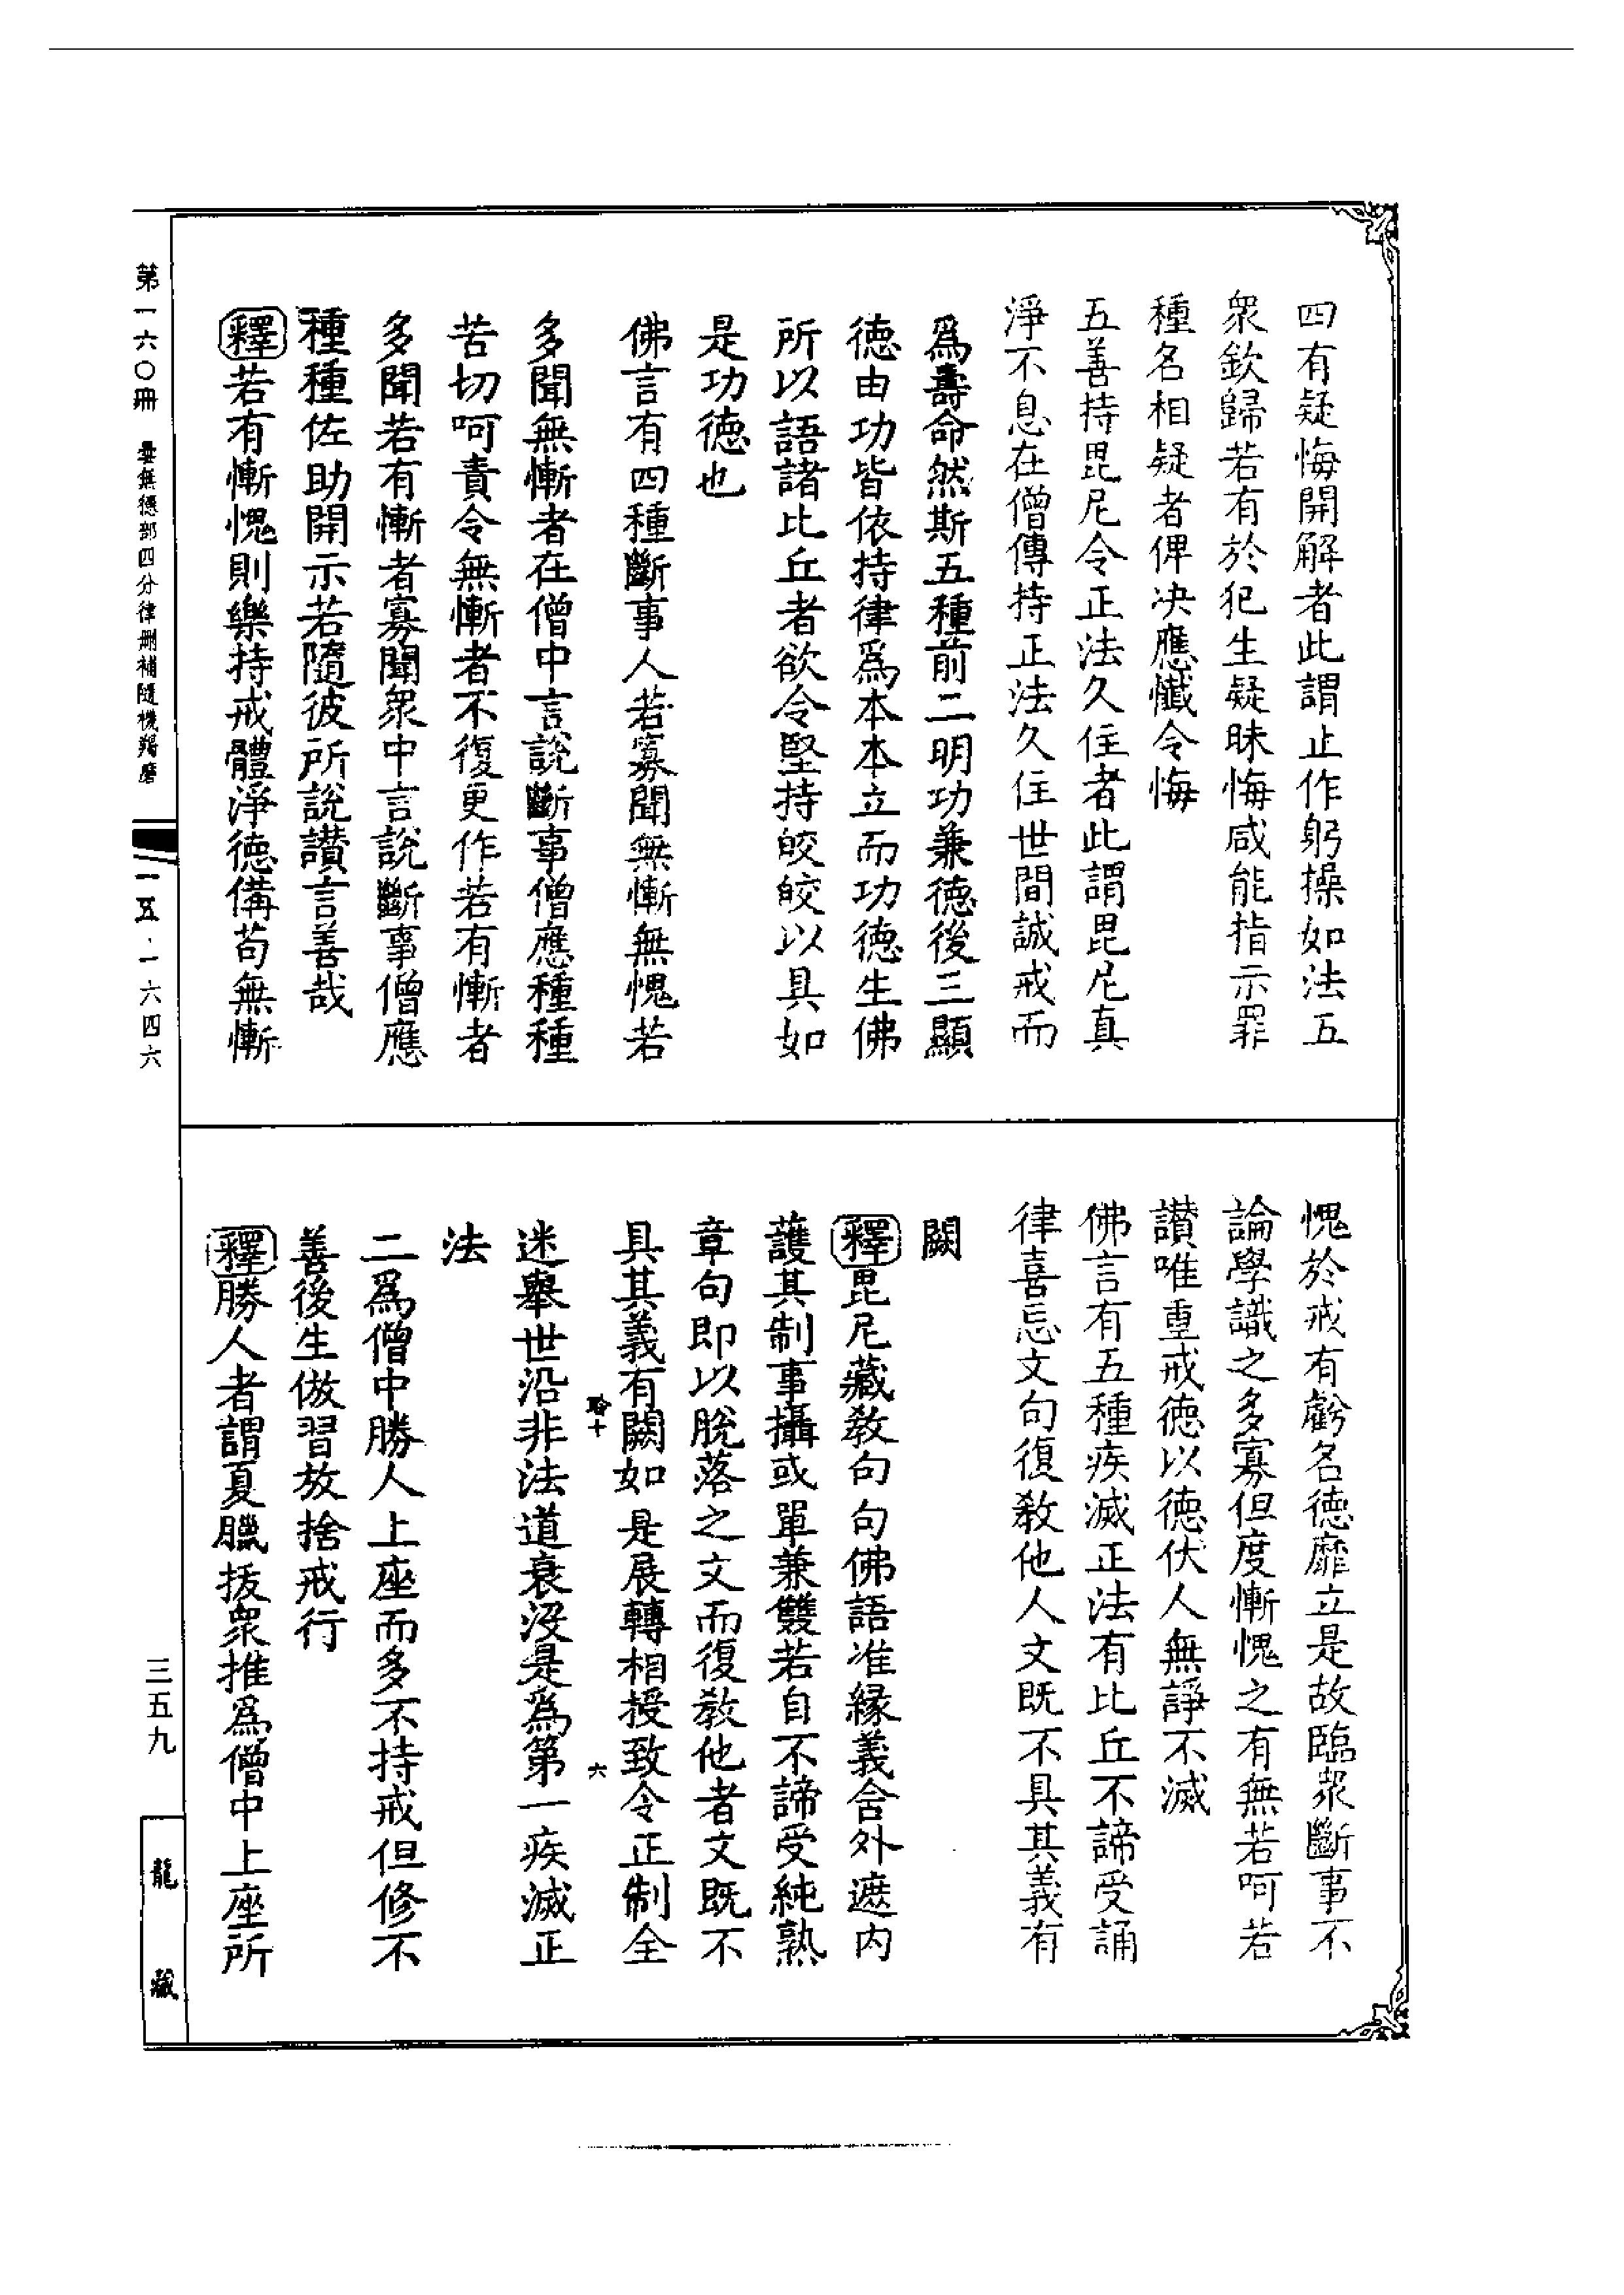 四有疑悔開解者此謂止作躬操如法五
衆欽歸若有於犯生疑昧悔咸能指示罪
種名相疑者俾决應懺令悔
五善持毘尼令正法久住者此謂毘尼真
淨不息在僧傳持正法久住世間誠戒而
爲壽命然斯五種前二明功兼德後三顯
德由功皆依持律爲本本立而功德生佛
所以語諸比丘者欲令堅持皎皎以具如
是功德也
佛言有四種斷事人若寡聞無慚無愧若
多聞無慚者在僧中言說斷事僧應種種
苦切呵責令無慚者不復更作若有慚者
多聞若有慚者寡聞衆中言說斷事僧應
種種佐助開示若隨彼所說讃言善哉
釋若有慚愧則樂持戒體淨德備苟無慚
愧於戒有虧名德靡立是故臨衆斷事不
論學識之多寡但度慚愧之有無若呵若
讃唯重戒德以德伏人無諍不滅
佛言有五種疾滅正法有比丘不諦受誦
律喜忘文句復教他人文既不具其義有
闕
釋毘尼藏教句句佛語准緣義舍外遮内
護其制事攝或單兼雙若自不諦受純熟
章句即以脫落之文而復教他者文既不
具其義有闕如是展轉相授致令正制全
十
六
迷舉世沿非法道衰沒是爲第一疾滅正
法
二爲僧中勝人上座而多不持戒但修不
善後生倣習放捨戒行
釋勝人者謂夏臘拔衆推爲僧中上座所
第一六〇冊
曇無德部四分律刪補隨機羯磨
一五·一六四六
三五九
龍藏